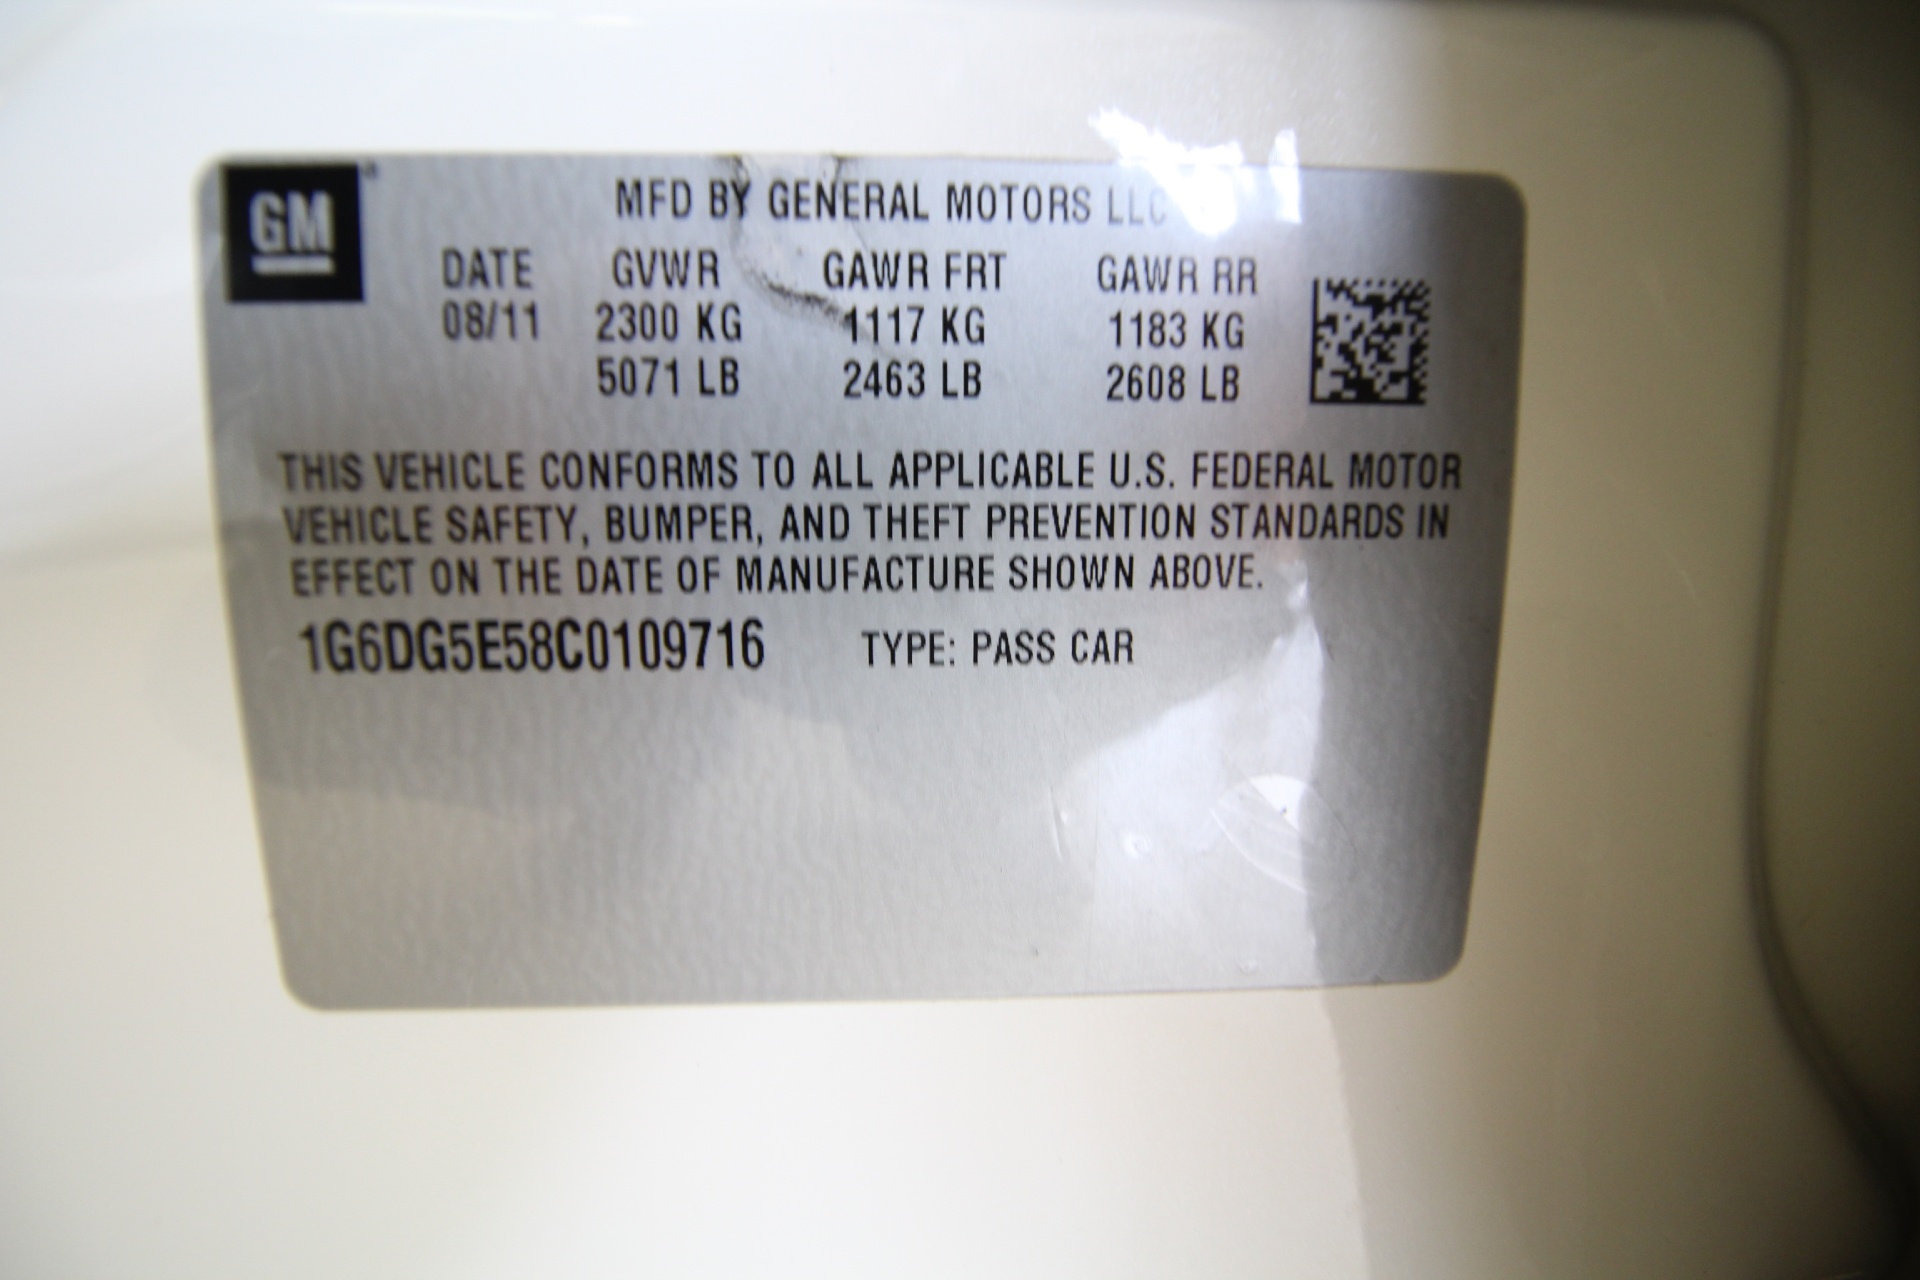 GM
MFD BY GENERAL MOTORS LLC
DATE GVWR GAWR FRT GAWR RR
08/11 2300 KG 1117 KG 1183 KG
5071 LB 2463 LB 2608 LB
THIS VEHICLE CONFORMS TO ALL APPLICABLE U.S. FEDERAL MOTOR
VEHICLE SAFETY, BUMPER, AND THEFT PREVENTION STANDARDS IN
EFFECT ON THE DATE OF MANUFACTURE SHOWN ABOVE.
1G6DG5E58C0109716 TYPE: PASS CAR